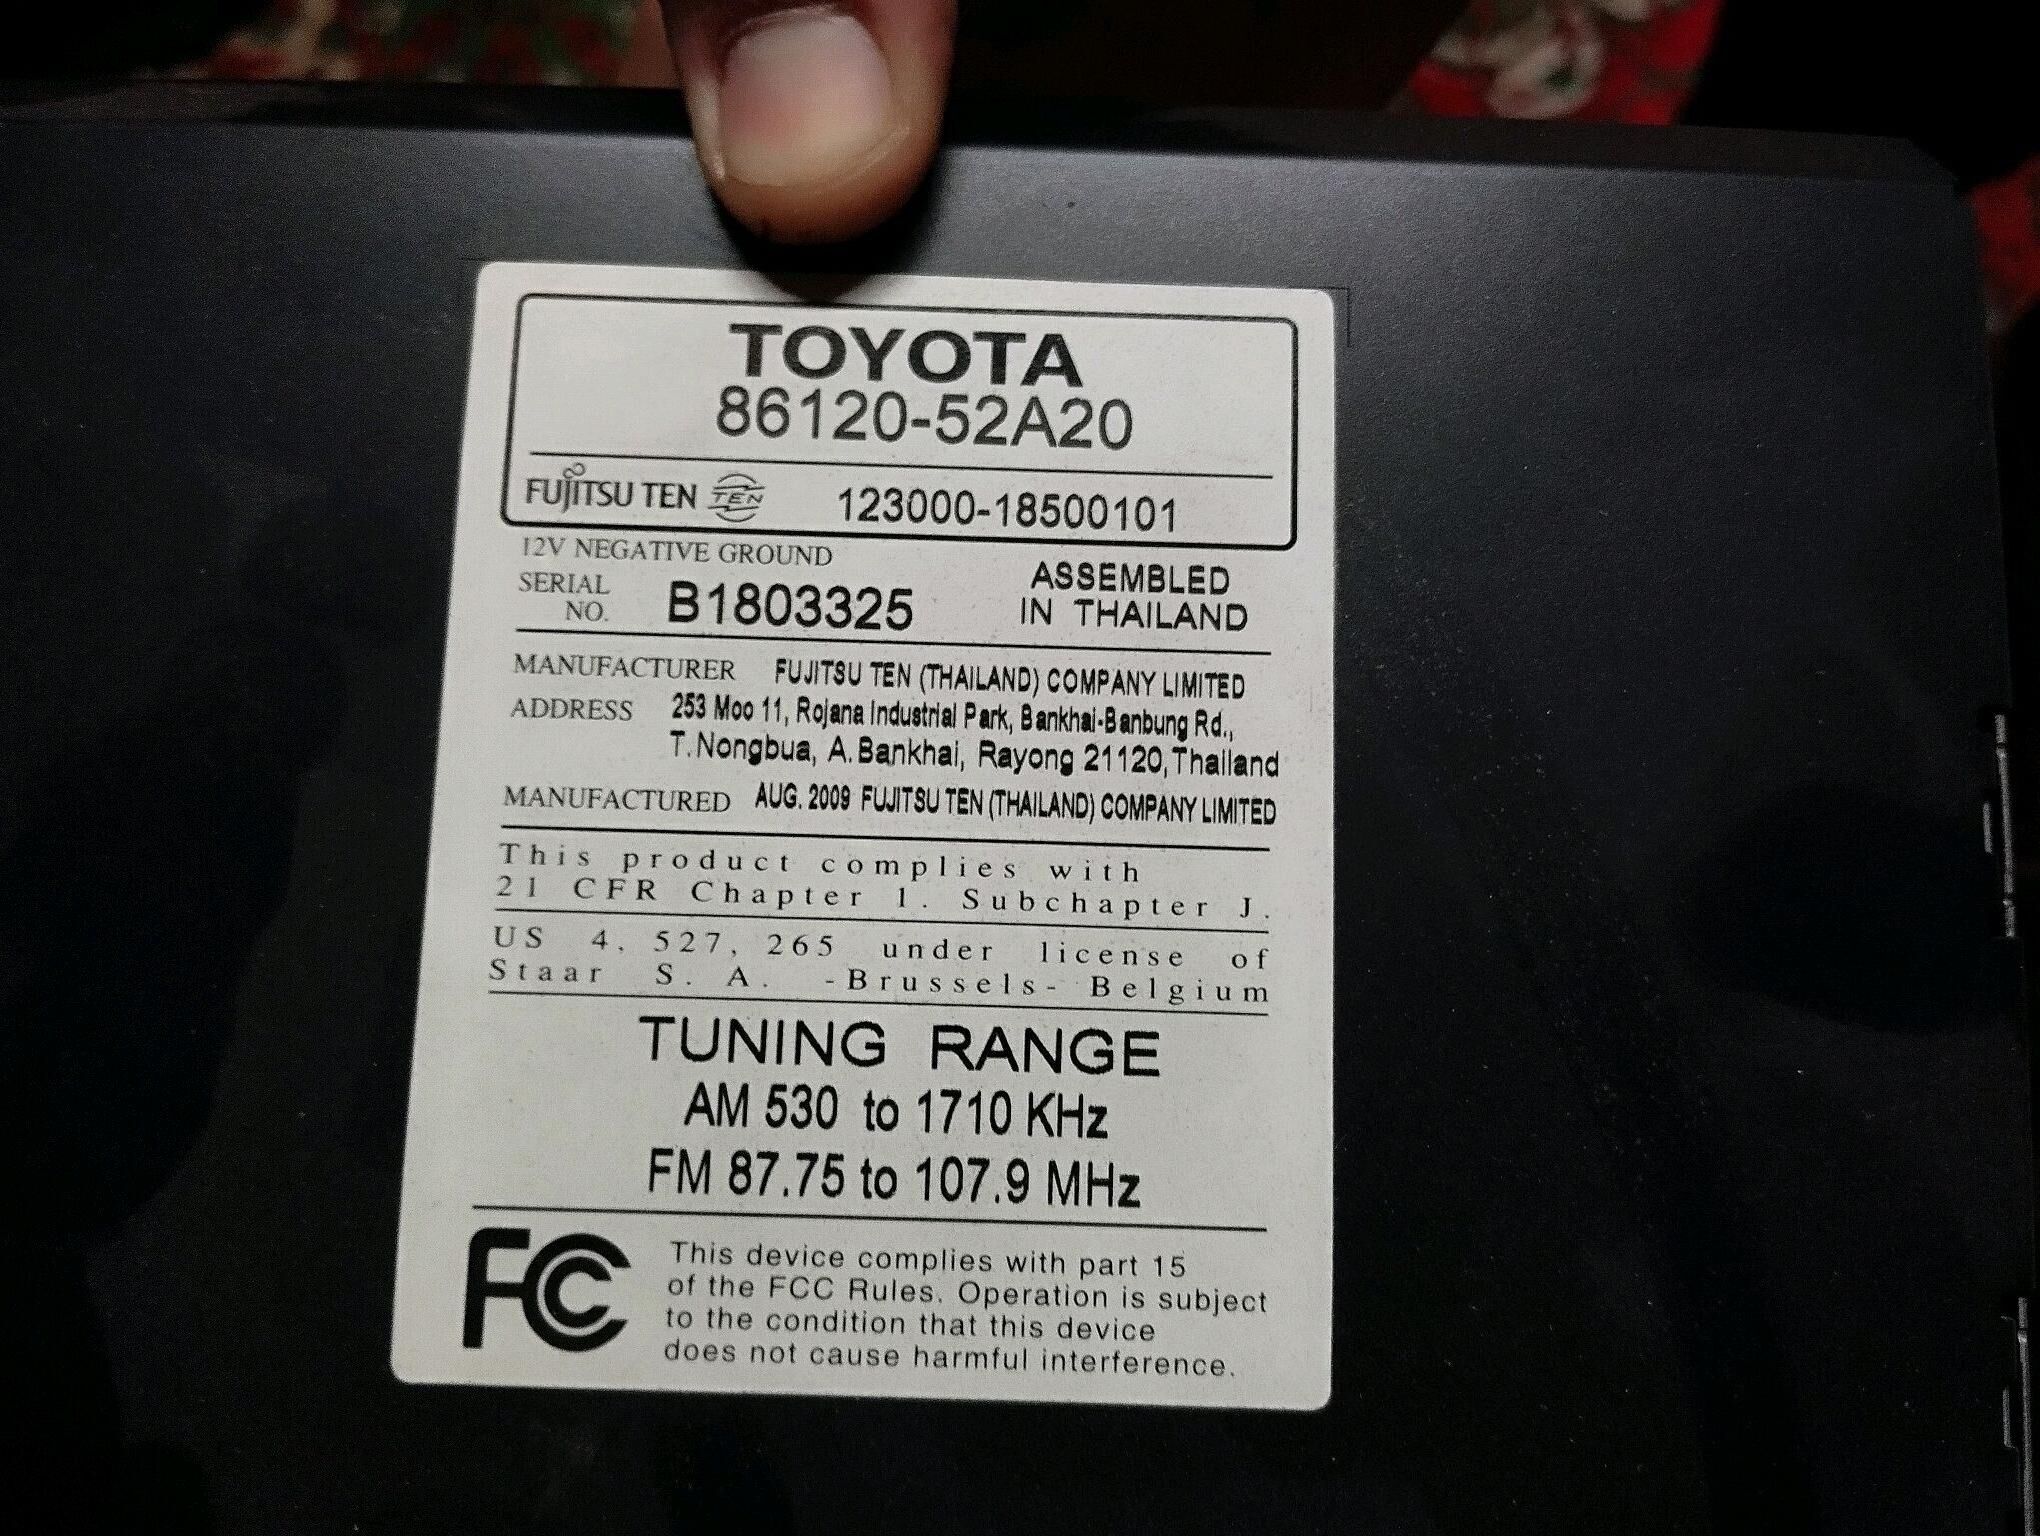 TOYOTA
86120-52A20
FUJITSU TEN TEN 123000-18500101
12V NEGATIVE GROUND
SERIAL NO. B1803325 ASSEMBLED IN THAILAND
MANUFACTURER FUJITSU TEN (THAILAND) COMPANY LIMITED
ADDRESS 253 Moo 11, Rojana Industrial Park, Bankhai-Banbung Rd.,
T.Nongbua, A.Bankhai, Rayong 21120,Thailand
MANUFACTURED AUG. 2009 FUJITSU TEN (THAILAND) COMPANY LIMITED
This product complies with
21 CFR Chapter 1. Subchapter J.
US 4, 527, 265 under license of
Staar S. A. -Brussels- Belgium
TUNING RANGE
AM 530 to 1710 KHz
FM 87.75 to 107.9 MHz
FC This device complies with part 15
of the FCC Rules. Operation is subject
to the condition that this device
does not cause harmful interference.